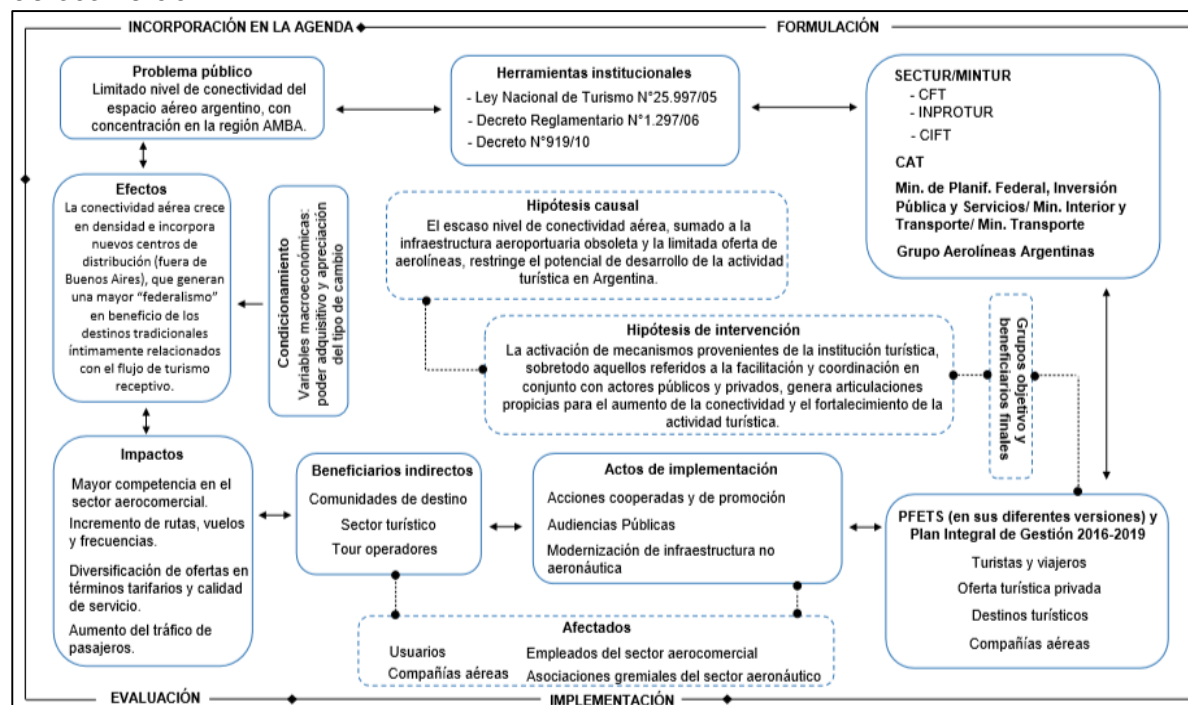 INCORPORACIÓN EN LA AGENDA
FORMULACIÓN
Problema público
Limitado nivel de conectividad del
espacio aéreo argentino, con
concentración en la región AMBA.
Herramientas institucionales
- Ley Nacional de Turismo N°25.997/05
- Decreto Reglamentario N°1.297/06
- Decreto N°919/10
SECTUR/MINTUR
- CFT
- INPROTUR
- CIFT
CAT
Min. de Planif. Federal, Inversión
Pública y Servicios/ Min. Interior y
Transporte/ Min. Transporte
Grupo Aerolíneas Argentinas
Efectos
La conectividad aérea crece
en densidad e incorpora
nuevos centros de
distribución (fuera de
Buenos Aires), que generan
una mayor “federalismo”
en beneficio de los
destinos tradicionales
íntimamente relacionados
con el flujo de turismo
receptivo.
Condicionamiento
Variables macroeconómicas:
poder adquisitivo y apreciación
del tipo de cambio
Hipótesis causal
El escaso nivel de conectividad aérea, sumado a la
infraestructura aeroportuaria obsoleta y la limitada oferta de
aerolíneas, restringe el potencial de desarrollo de la actividad
turística en Argentina.
Hipótesis de intervención
La activación de mecanismos provenientes de la institución turística,
sobretodo aquellos referidos a la facilitación y coordinación en
conjunto con actores públicos y privados, genera articulaciones
propicias para el aumento de la conectividad y el fortalecimiento de la
actividad turística.
Grupos objetivo y
beneficiarios finales
Impactos
Mayor competencia en el
sector aerocomercial.
Incremento de rutas, vuelos
y frecuencias.
Diversificación de ofertas en
términos tarifarios y calidad
de servicio.
Aumento del tráfico de
pasajeros.
Beneficiarios indirectos
Comunidades de destino
Sector turístico
Tour operadores
Actos de implementación
Acciones cooperadas y de promoción
Audiencias Públicas
Modernización de infraestructura no
aeronáutica
PFETS (en sus diferentes versiones) y
Plan Integral de Gestión 2016-2019
Turistas y viajeros
Oferta turística privada
Destinos turísticos
Compañías aéreas
Afectados
Usuarios
Empleados del sector aerocomercial
Compañías aéreas
Asociaciones gremiales del sector aeronáutico
EVALUACIÓN
IMPLEMENTACIÓN